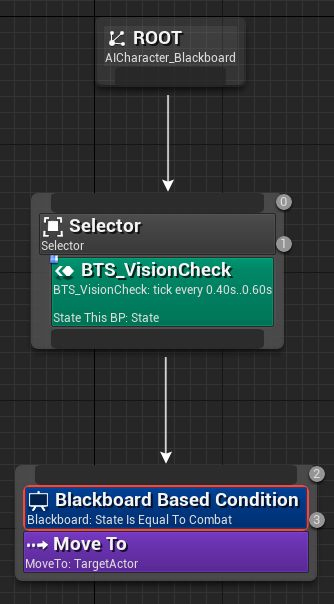 ROOT
AICharacter_Blackboard
0
Selector
Selector
1
BTS_VisionCheck
BTS_VisionCheck: tick every 0.40s..0.60s
State This BP: State
2
Blackboard Based Condition
Blackboard: State Is Equal To Combat
3
Move To
MoveTo: TargetActor